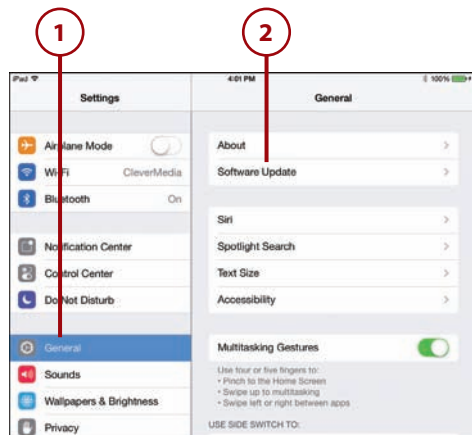 1
2
iPad
4:01 PM
100%
Settings
General
Airplane Mode
Wi-Fi
CleverMedia
Bluetooth
On
Notification Center
Control Center
Do Not Disturb
General
Sounds
Wallpapers & Brightness
Privacy
About
Software Update
Siri
Spotlight Search
Text Size
Accessibility
Multitasking Gestures
Use four or five fingers to:
• Pinch to the Home Screen
• Swipe up to multitasking
• Swipe left or right between apps
USE SIDE SWITCH TO: